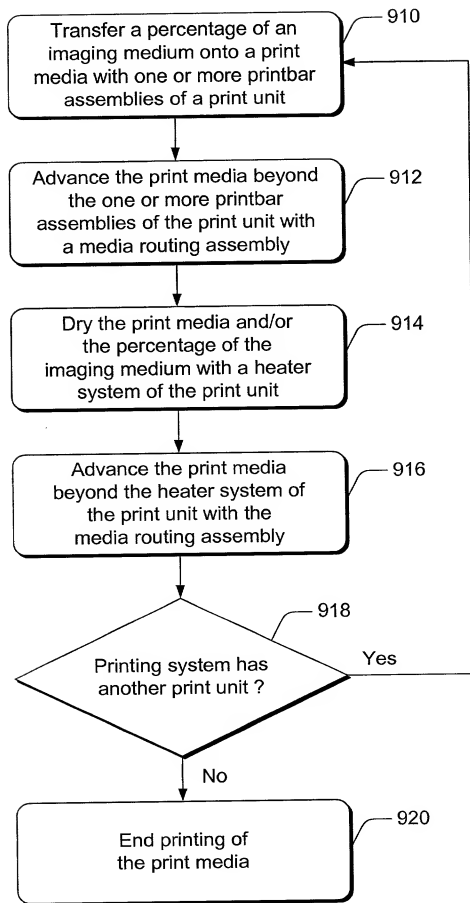 Transfer a percentage of an
imaging medium onto a print
media with one or more printbar
assemblies of a print unit
910
Advance the print media beyond
the one or more printbar
assemblies of the print unit with
a media routing assembly
912
Dry the print media and/or
the percentage of the
imaging medium with a heater
system of the print unit
914
Advance the print media
beyond the heater system of
the print unit with the
media routing assembly
916
918
Printing system has
another print unit ?
Yes
No
End printing of
the print media
920